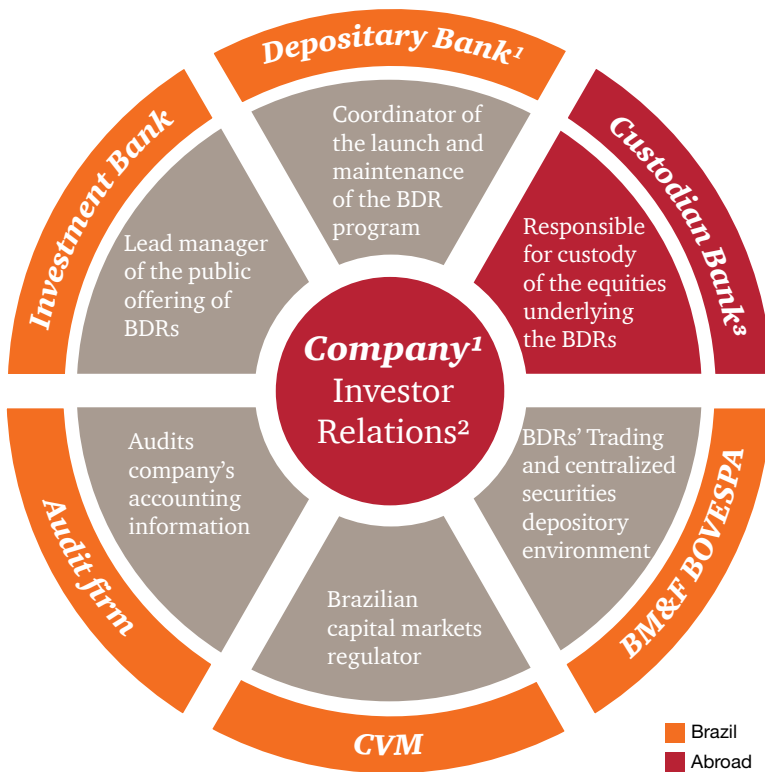 Depositary Bank¹
Coordinator of
the launch and
maintenance
of the BDR
program
Custodian Bank³
Responsible
for custody
of the equities
underlying
the BDRs
Investment Bank
Lead manager
of the public
offering of
BDRs
Company¹
Investor
Relations²
Audits
company’s
accounting
information
Audit firm
BDRs’ Trading
and centralized
securities
depository
environment
BM&F BOVESPA
Brazilian
capital markets
regulator
CVM
Brazil
Abroad